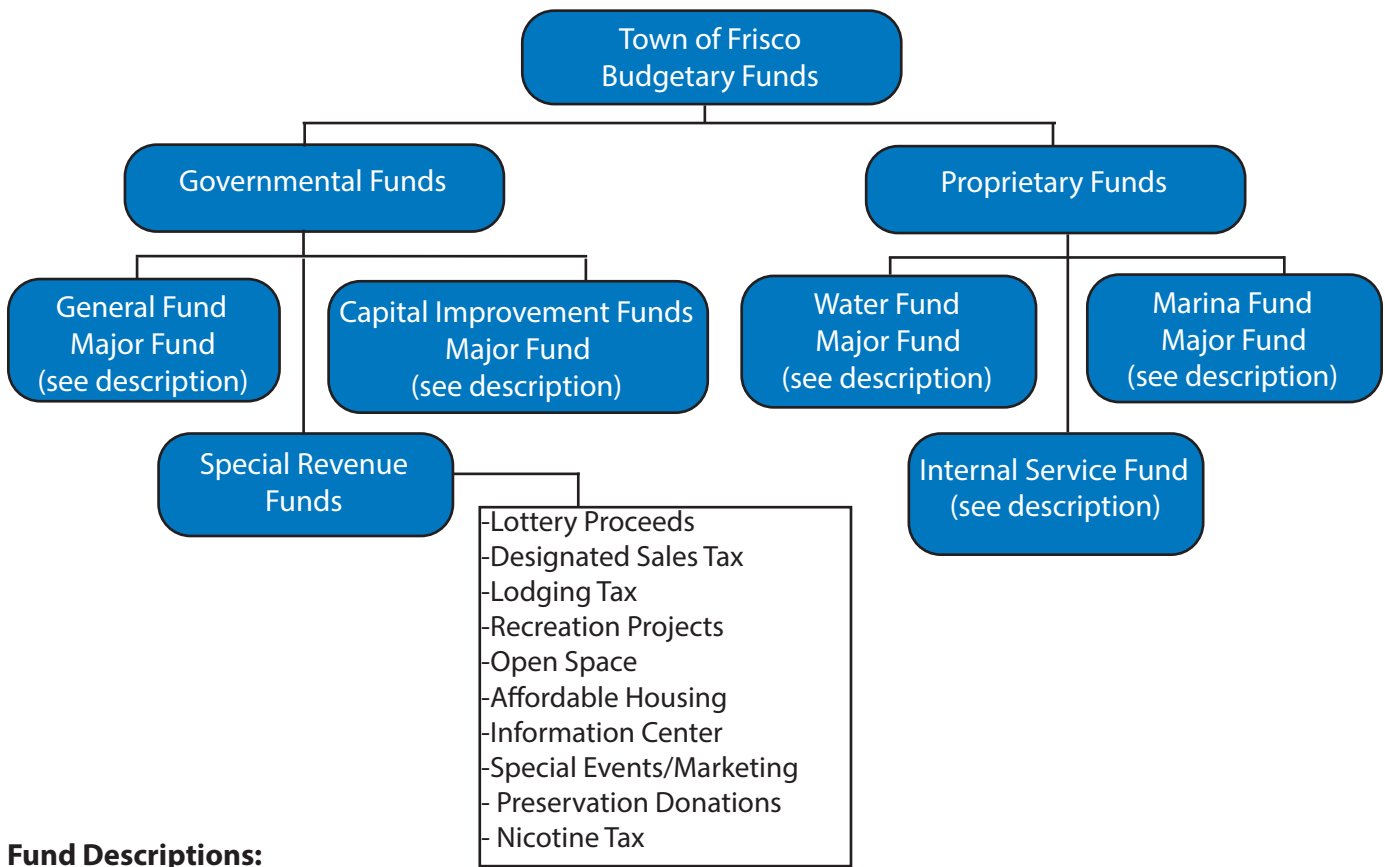 Town of Frisco
Budgetary Funds
Governmental Funds
Proprietary Funds
General Fund
Major Fund
(see description)
Capital Improvement Funds
Major Fund
(see description)
Water Fund
Major Fund
(see description)
Marina Fund
Major Fund
(see description)
Special Revenue
Funds
Internal Service Fund
(see description)
-Lottery Proceeds
-Designated Sales Tax
-Lodging Tax
-Recreation Projects
-Open Space
-Affordable Housing
-Information Center
-Special Events/Marketing
- Preservation Donations
- Nicotine Tax
Fund Descriptions: